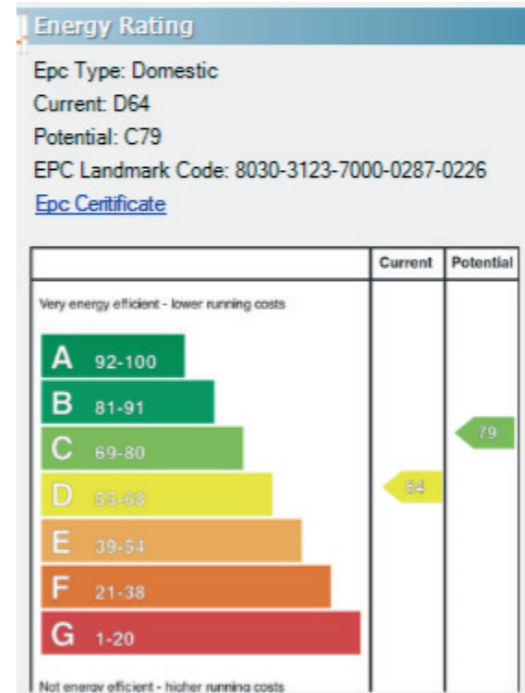 Energy Rating
Epc Type: Domestic
Current: D64
Potential: C79
EPC Landmark Code: 8030-3123-7000-0287-0226
Epc Ceritificate
Current Potential
Very energy efficient - lower running costs
A 92-100
B 81-91
C 69-80
79
D 55-68
64
E 39-54
F 21-38
G 1-20
Not energy efficient - higher running costs